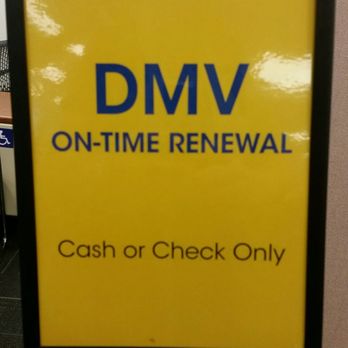 DMV
ON-TIME RENEWAL
Cash or Check Only